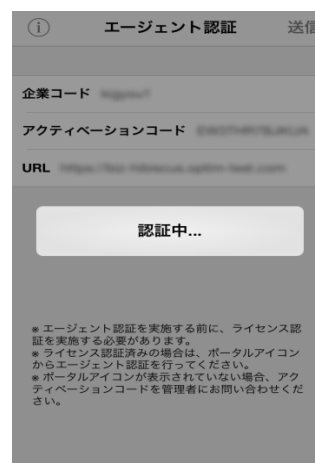 エージェント認証 送信
企業コード
アクティベーションコード
URL
認証中...
※ エージェント認証を実施する前に、ライセンス認
証を実施する必要があります。
※ ライセンス認証済みの場合は、ポータルアイコン
からエージェント認証を行ってください。
※ ポータルアイコンが表示されていない場合、アク
ティベーションコードを管理者にお問い合わせくだ
さい。